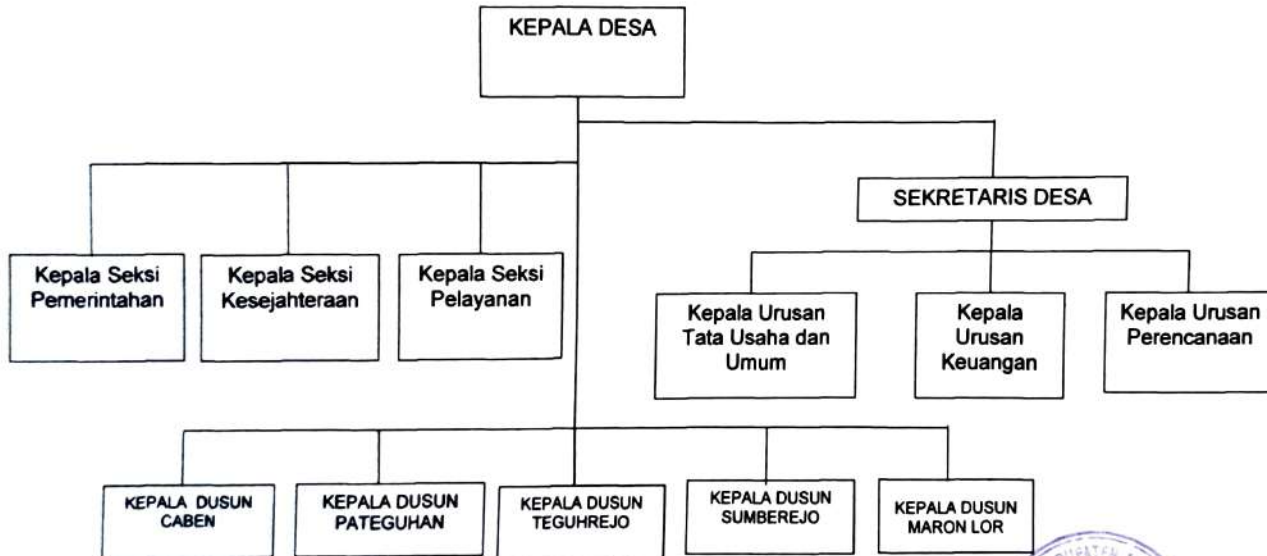 KEPALA DESA
SEKRETARIS DESA
Kepala Seksi
Pemerintahan
Kepala Seksi
Kesejahteraan
Kepala Seksi
Pelayanan
Kepala Urusan
Tata Usaha dan
Umum
Kepala
Urusan
Keuangan
Kepala Urusan
Perencanaan
KEPALA DUSUN
CABEN
KEPALA DUSUN
PATEGUHAN
KEPALA DUSUN
TEGUHREJO
KEPALA DUSUN
SUMBEREJO
KEPALA DUSUN
MARON LOR